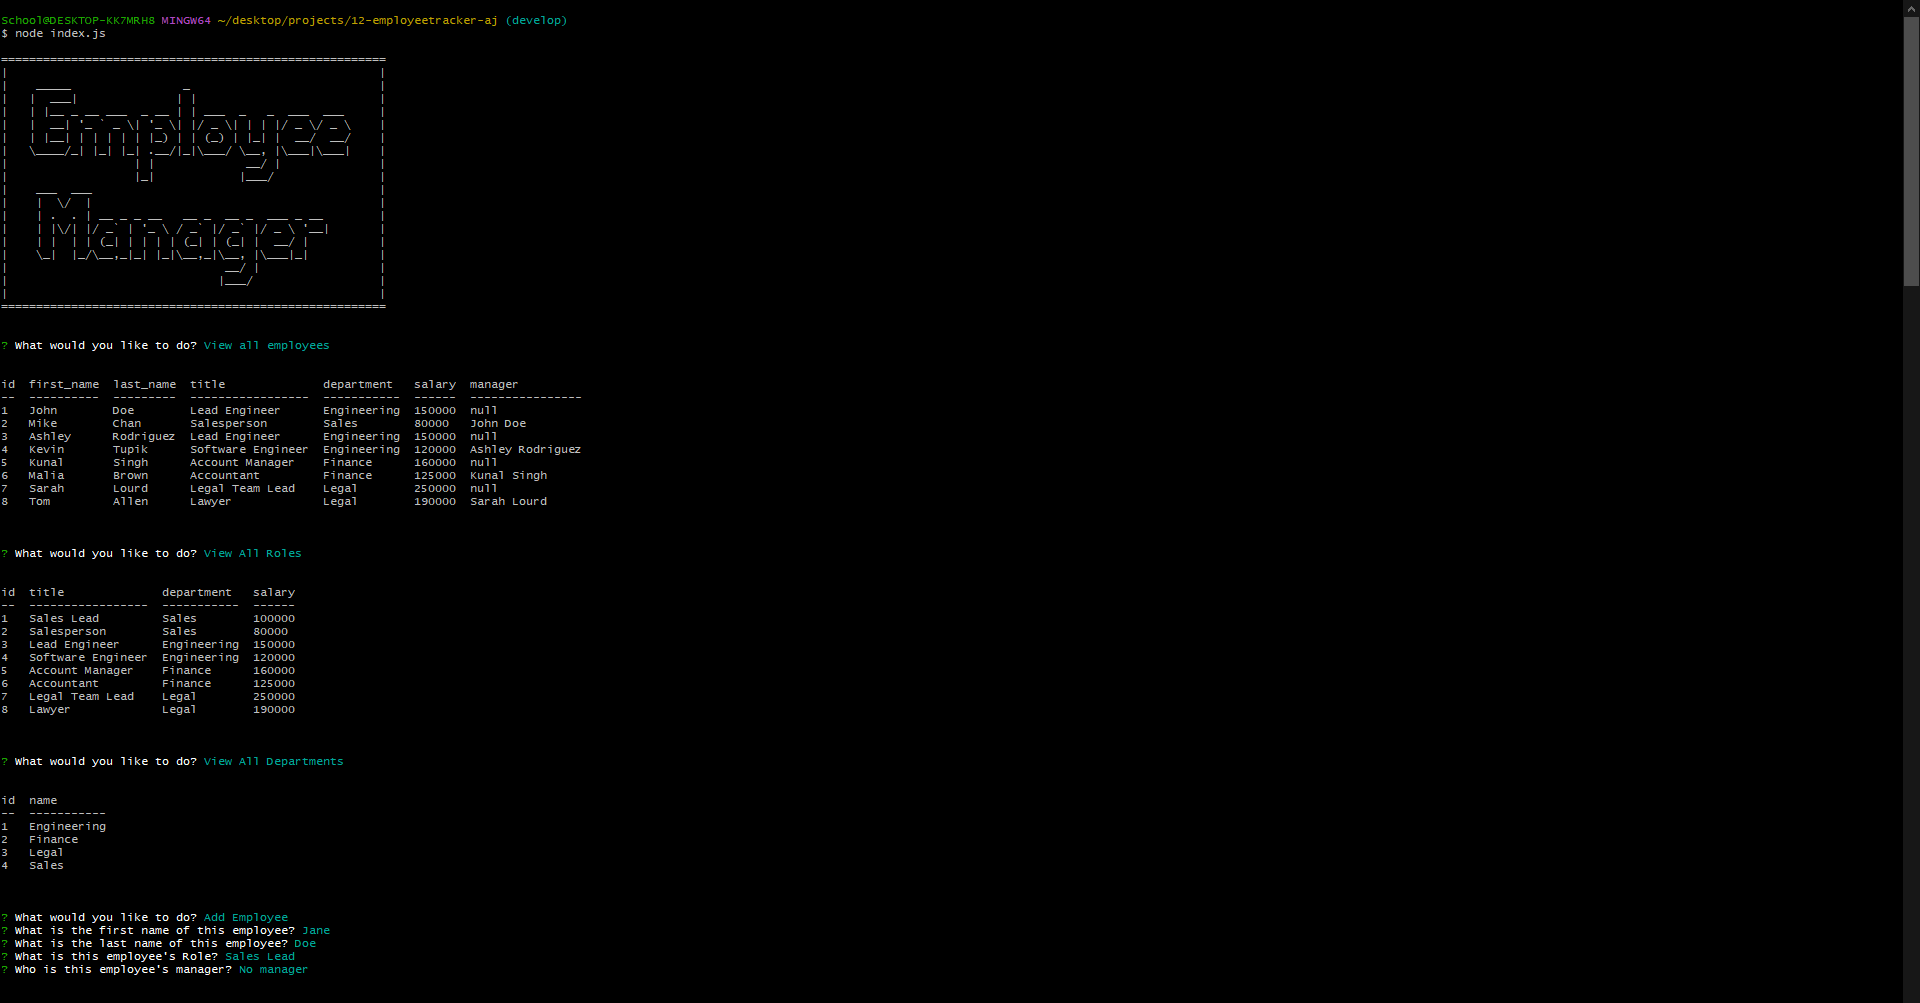 School@DESKTOP-KK7MRH8 MINGW64 ~/desktop/projects/12-employeetracker-aj (develop)
$ node index.js
Employee
Manager
? What would you like to do? View all employees
id  first_name  last_name  title              department   salary  manager
--  ----------  ---------  -----------------  -----------  ------  ----------------
1   John        Doe        Lead Engineer      Engineering  150000  null
2   Mike        Chan       Salesperson        Sales        80000   John Doe
3   Ashley      Rodriguez  Lead Engineer      Engineering  150000  null
4   Kevin       Tupik      Software Engineer  Engineering  120000  Ashley Rodriguez
5   Kunal       Singh      Account Manager    Finance      160000  null
6   Malia       Brown      Accountant         Finance      125000  Kunal Singh
7   Sarah       Lourd      Legal Team Lead    Legal        250000  null
8   Tom         Allen      Lawyer             Legal        190000  Sarah Lourd
? What would you like to do? View All Roles
id  title              department   salary
--  -----------------  -----------  ------
1   Sales Lead         Sales        100000
2   Salesperson        Sales        80000
3   Lead Engineer      Engineering  150000
4   Software Engineer  Engineering  120000
5   Account Manager    Finance      160000
6   Accountant         Finance      125000
7   Legal Team Lead    Legal        250000
8   Lawyer             Legal        190000
? What would you like to do? View All Departments
id  name
--  -----------
1   Engineering
2   Finance
3   Legal
4   Sales
? What would you like to do? Add Employee
? What is the first name of this employee? Jane
? What is the last name of this employee? Doe
? What is this employee's Role? Sales Lead
? Who is this employee's manager? No manager